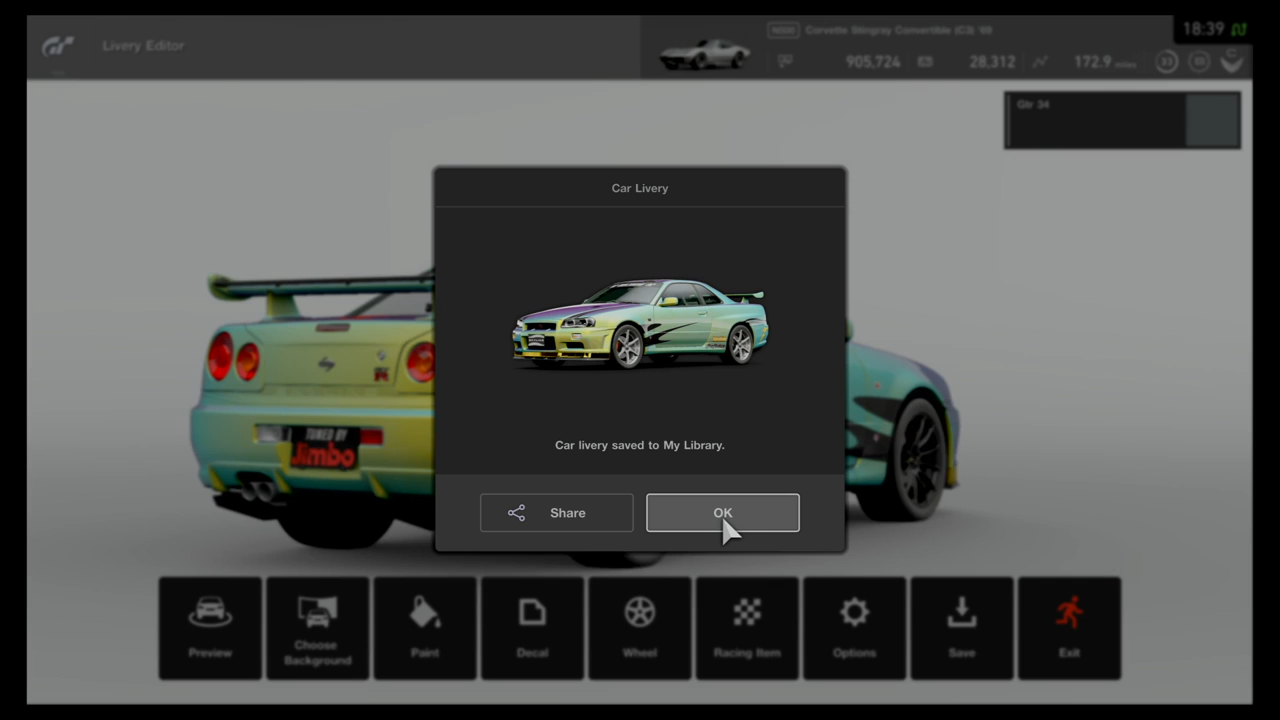 Livery Editor
N300 Corvette Stingray Convertible (C3) '69
18:39
905,724 28,312 172.9 miles
Gtr 34
Car Livery
TUNED BY
Jimbo
Car livery saved to My Library.
Share
OK
Preview
Choose
Background
Paint
Decal
Wheel
Racing Item
Options
Save
Exit